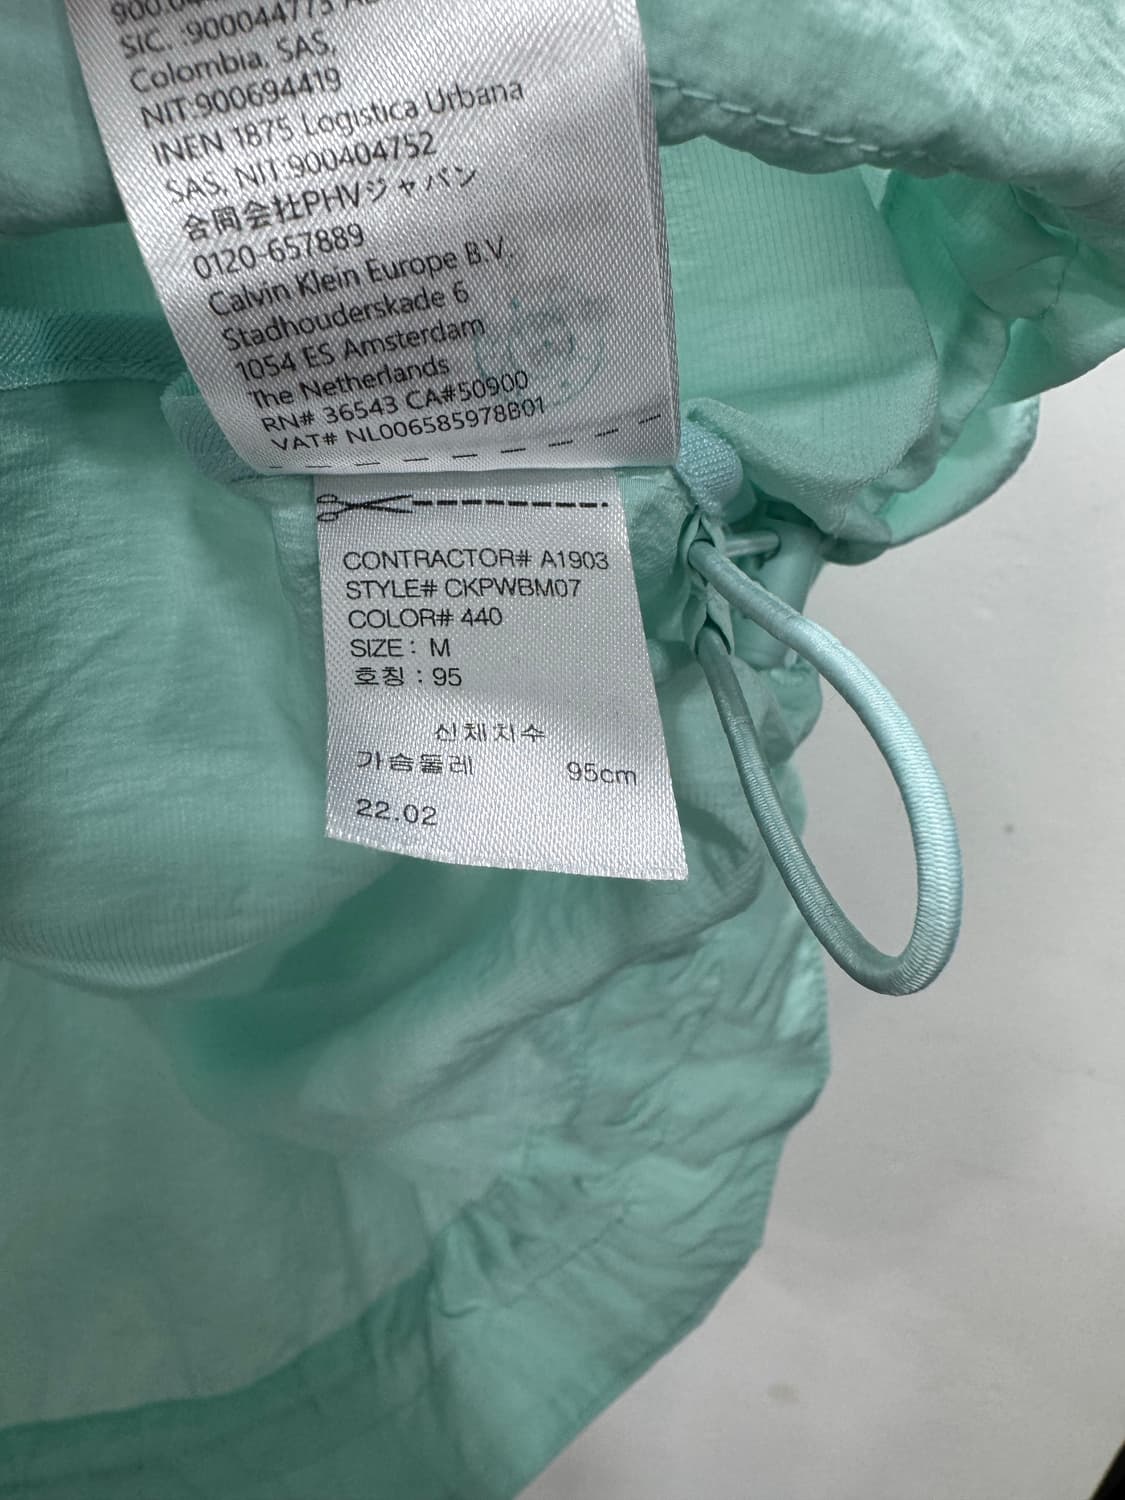 SIC. :900044773
Colombia, SAS,
NIT:900694419
INEN 1875 Logistica Urbana
SAS, NIT:900404752
合同会社PHVジャパン
0120-657889
Calvin Klein Europe B.V.
Stadhouderskade 6
1054 ES Amsterdam
The Netherlands
RN# 36543 CA#50900
VAT# NL006585978B01
CONTRACTOR# A1903
STYLE# CKPWBM07
COLOR# 440
SIZE: M
호칭 : 95
신체치수
가슴둘레 95cm
22.02